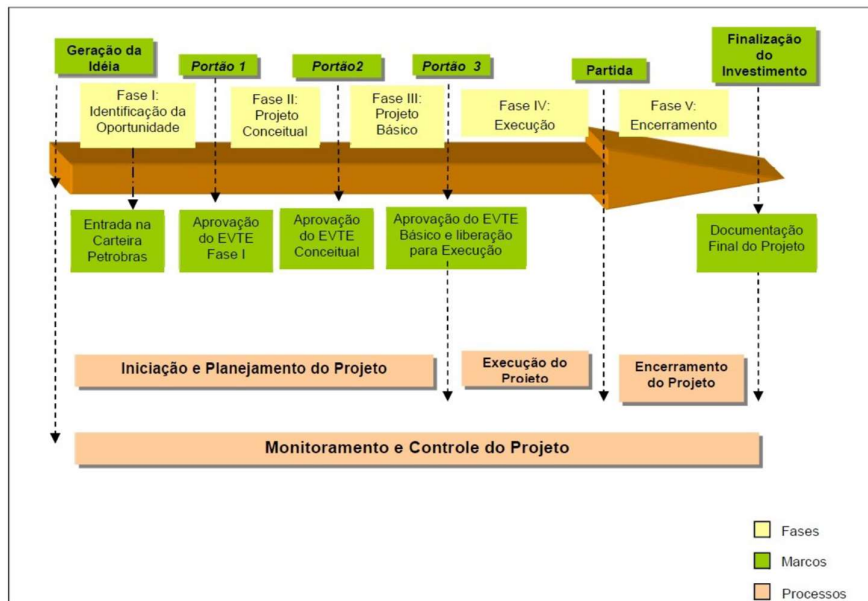 Geração da
Idéia
Portão 1
Portão2
Portão 3
Partida
Finalização
do
Investimento
Fase I:
Identificação da
Oportunidade
Fase II:
Projeto
Conceitual
Fase III:
Projeto
Básico
Fase IV:
Execução
Fase V:
Encerramento
Entrada na
Carteira
Petrobras
Aprovação
do EVTE
Fase I
Aprovação
do EVTE
Conceitual
Aprovação do EVTE
Básico e liberação
para Execução
Documentação
Final do Projeto
Iniciação e Planejamento do Projeto
Execução do
Projeto
Encerramento
do Projeto
Monitoramento e Controle do Projeto
Fases
Marcos
Processos